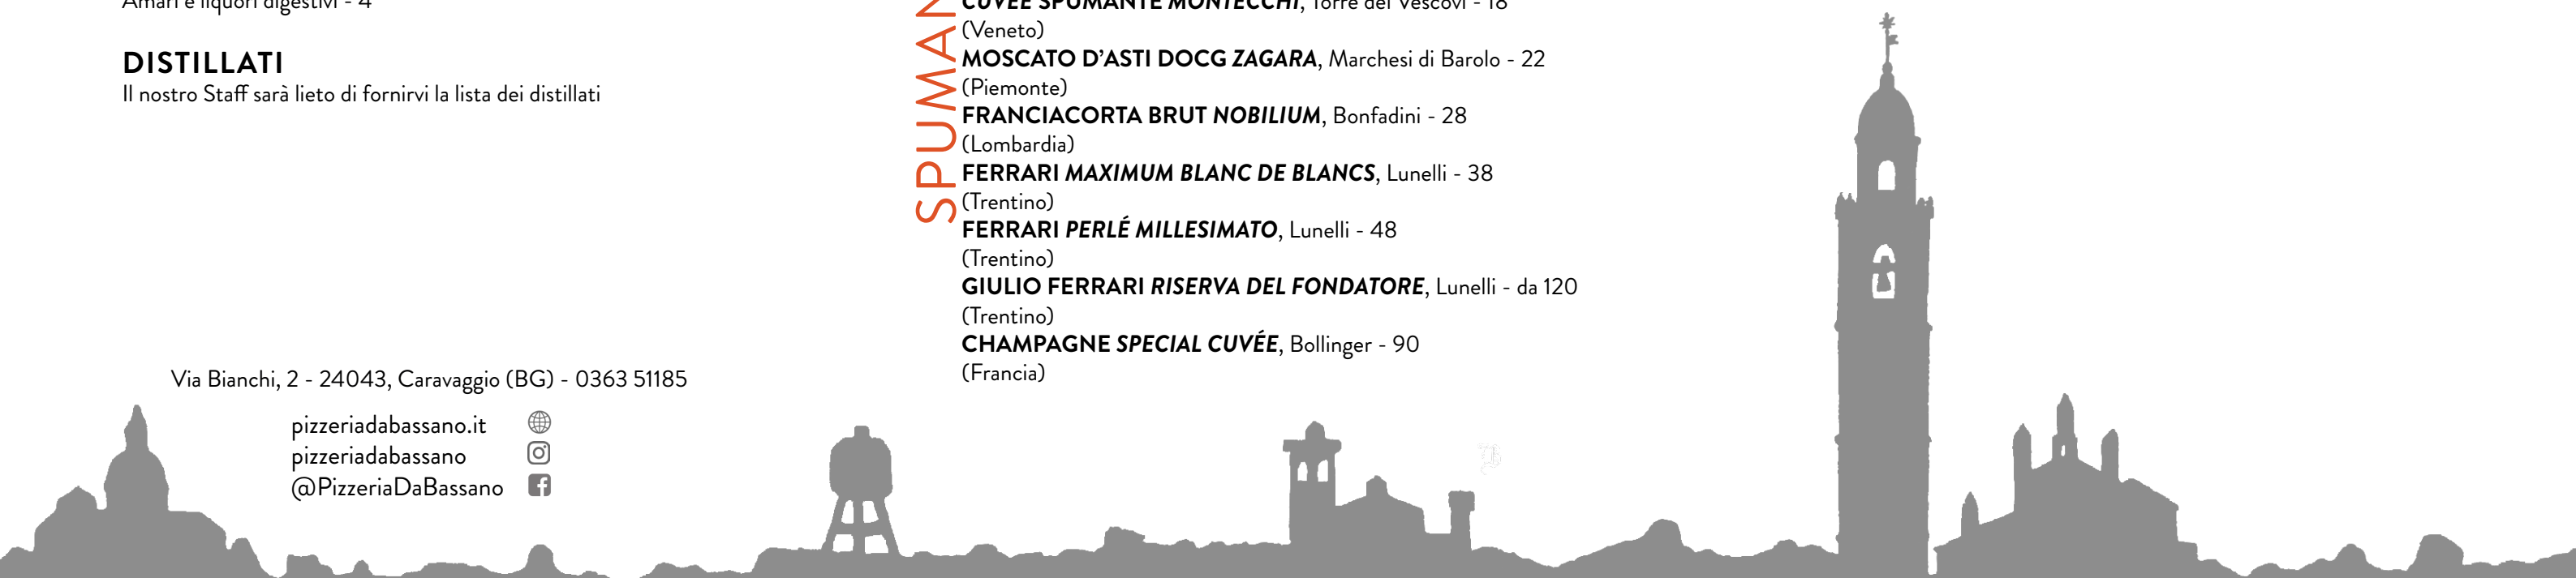 Amari e liquori digestivi - 4
DISTILLATI
Il nostro Staff sarà lieto di fornirvi la lista dei distillati
Via Bianchi, 2 - 24043, Caravaggio (BG) - 0363 51185
pizzeriadabassano.it
pizzeriadabassano
@PizzeriaDaBassano
SPUMAN
CUVÉE SPUMANTE MONTECCHI, Torre dei Vescovi - 18
(Veneto)
MOSCATO D'ASTI DOCG ZAGARA, Marchesi di Barolo - 22
(Piemonte)
FRANCIACORTA BRUT NOBILIUM, Bonfadini - 28
(Lombardia)
FERRARI MAXIMUM BLANC DE BLANCS, Lunelli - 38
(Trentino)
FERRARI PERLÉ MILLESIMATO, Lunelli - 48
(Trentino)
GIULIO FERRARI RISERVA DEL FONDATORE, Lunelli - da 120
(Trentino)
CHAMPAGNE SPECIAL CUVÉE, Bollinger - 90
(Francia)